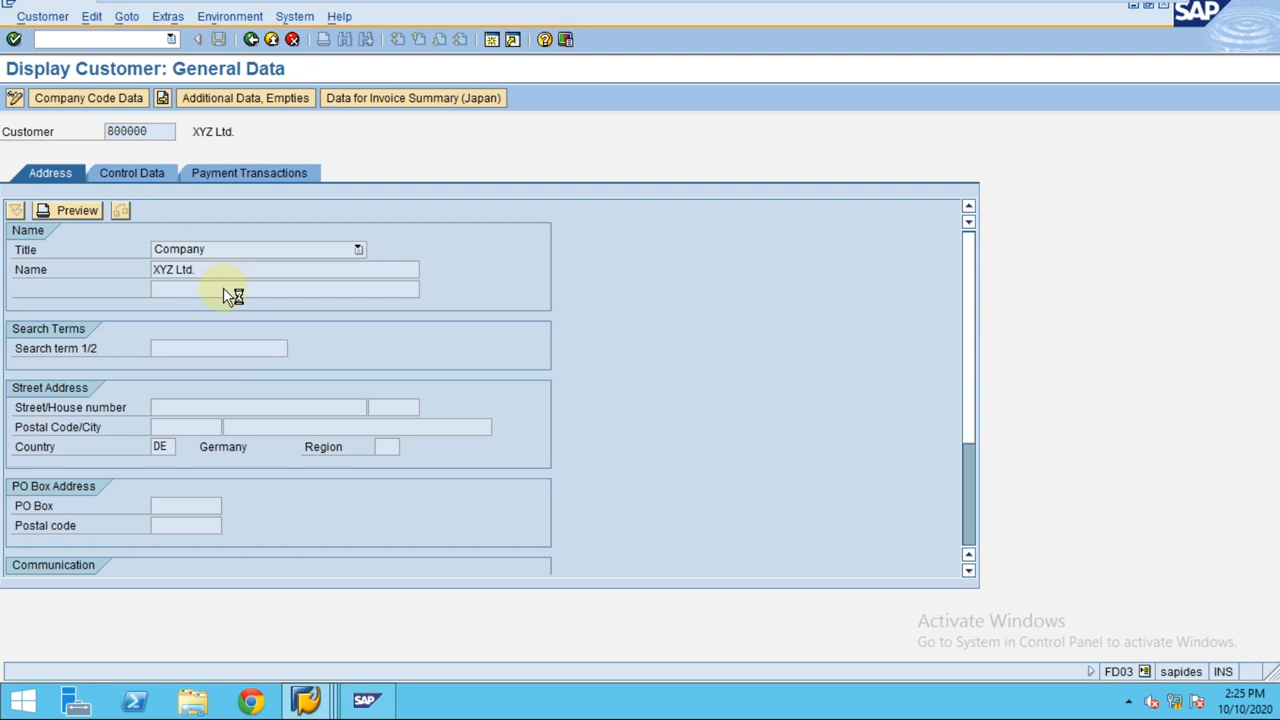 Customer Edit Goto Extras Environment System Help
SAP
Display Customer: General Data
Company Code Data Additional Data, Empties Data for Invoice Summary (Japan)
Customer 800000 XYZ Ltd.
Address Control Data Payment Transactions
Preview
Name
Title Company
Name XYZ Ltd.
Search Terms
Search term 1/2
Street Address
Street/House number
Postal Code/City
Country DE Germany Region
PO Box Address
PO Box
Postal code
Communication
Activate Windows
Go to System in Control Panel to activate Windows.
FD03 sapides INS
SAP
2:25 PM
10/10/2020